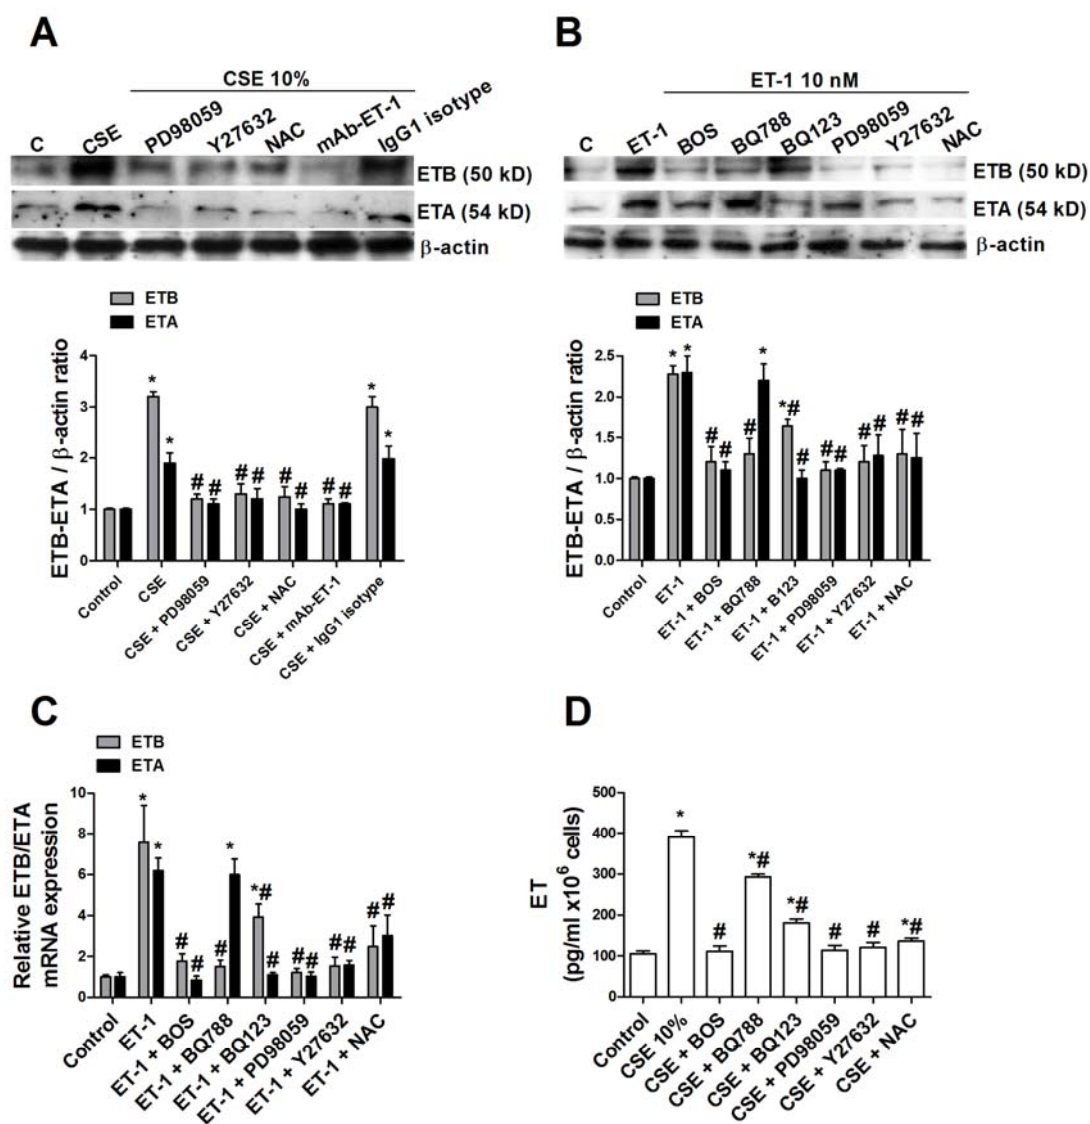 A
CSE 10%
C CSE PD98059 Y27632 NAC mAb-ET-1 IgG1 isotype
ETB (50 kD)
ETA (54 kD)
β-actin
ETB
ETA
ETB-ETA / β-actin ratio
4
3
2
1
0
* * # # # # # # # # * *
Control
CSE
CSE + PD98059
CSE + Y27632
CSE + NAC
CSE + mAb-ET-1
CSE + IgG1 isotype
B
ET-1 10 nM
C ET-1 BOS BQ788 BQ123 PD98059 Y27632 NAC
ETB (50 kD)
ETA (54 kD)
β-actin
ETB
ETA
ETB-ETA / β-actin ratio
2.5
2.0
1.5
1.0
0.5
0.0
* * # # # * *# # # # # # # #
Control
ET-1
ET-1 + BOS
ET-1 + BQ788
ET-1 + B123
ET-1 + PD98059
ET-1 + Y27632
ET-1 + NAC
C
ETB
ETA
Relative ETB/ETA
mRNA expression
10
8
6
4
2
0
* * # # # * *# # # # # # # #
Control
ET-1
ET-1 + BOS
ET-1 + BQ788
ET-1 + BQ123
ET-1 + PD98059
ET-1 + Y27632
ET-1 + NAC
D
ET
(pg/ml x10⁶ cells)
500
400
300
200
100
0
* # *# *# # # *#
Control
CSE 10%
CSE + BOS
CSE + BQ788
CSE + BQ123
CSE + PD98059
CSE + Y27632
CSE + NAC